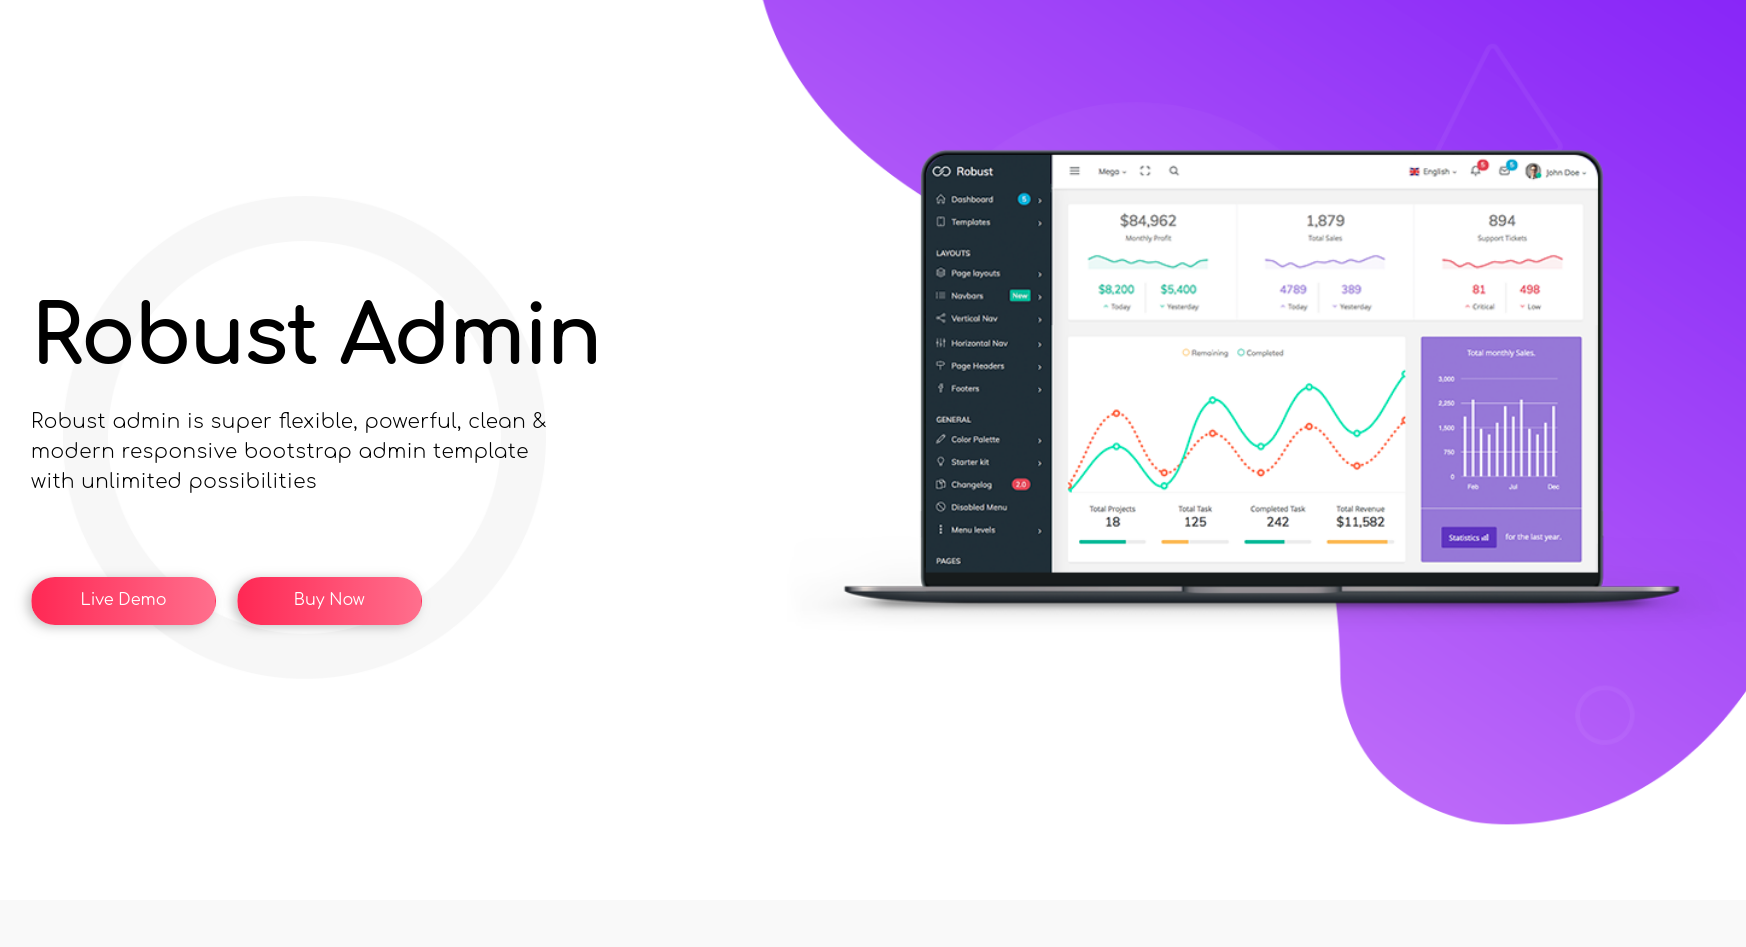 Robust Admin
Robust admin is super flexible, powerful, clean &
modern responsive bootstrap admin template
with unlimited possibilities
Live Demo
Buy Now
Robust
Mega
English
5
5
John Doe
Dashboard
5
Templates
LAYOUTS
Page layouts
Navbars
New
Vertical Nav
Horizontal Nav
Page Headers
Footers
GENERAL
Color Palette
Starter kit
Changelog
2.0
Disabled Menu
Menu levels
PAGES
$84,962
Monthly Profit
$8,200
Today
$5,400
Yesterday
1,879
Total Sales
4789
Today
389
Yesterday
894
Support Tickets
81
Critical
498
Low
Remaining
Completed
Total Projects
18
Total Task
125
Completed Task
242
Total Revenue
$11,582
Total monthly Sales.
3,000
2,250
1,500
750
0
Feb
Jul
Dec
Statistics
for the last year.